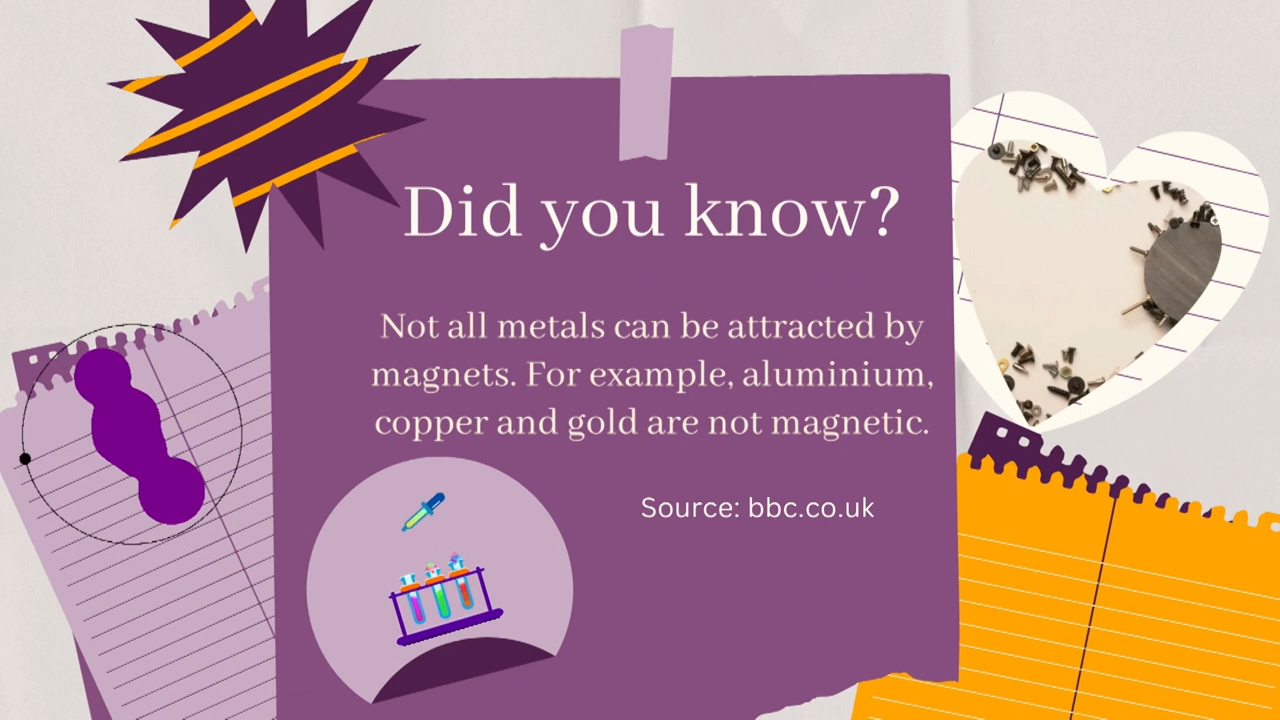 Did you know?
Not all metals can be attracted by
magnets. For example, aluminium,
copper and gold are not magnetic.
Source: bbc.co.uk